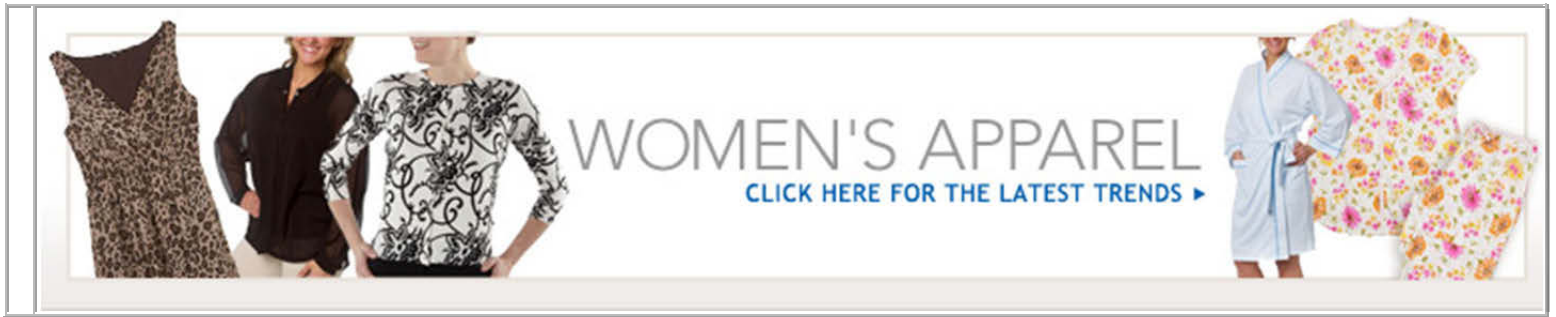 WOMEN'S APPAREL
CLICK HERE FOR THE LATEST TRENDS ►